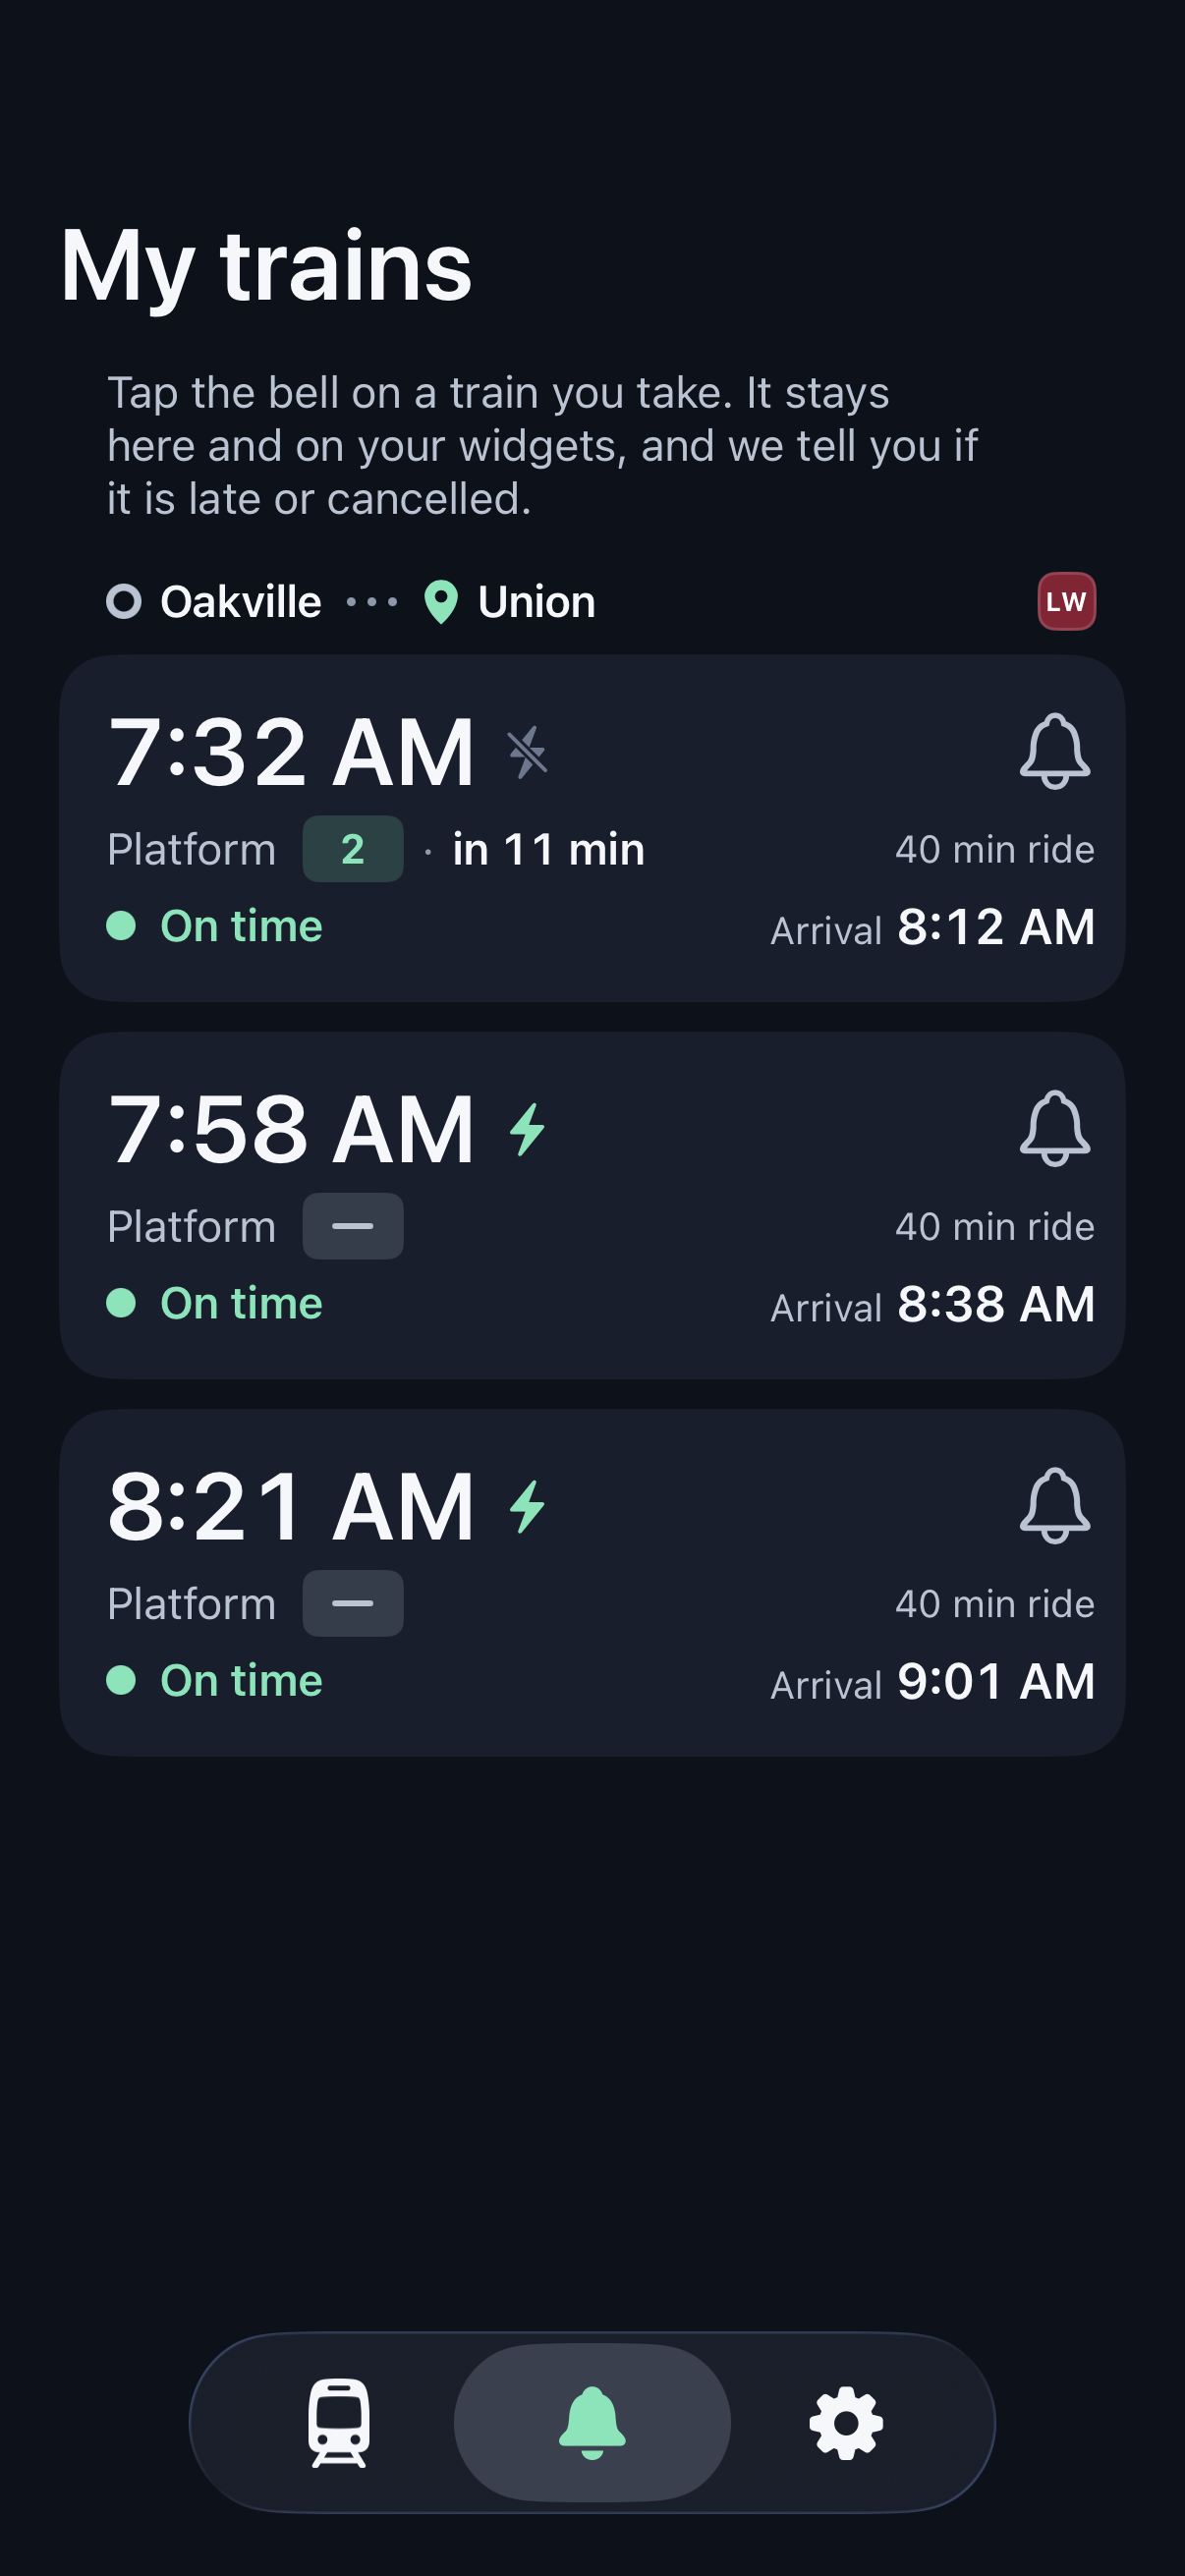 My trains
Tap the bell on a train you take. It stays
here and on your widgets, and we tell you if
it is late or cancelled.
Oakville ••• Union LW
7:32 AM
Platform 2 · in 11 min 40 min ride
On time Arrival 8:12 AM
7:58 AM
Platform — 40 min ride
On time Arrival 8:38 AM
8:21 AM
Platform — 40 min ride
On time Arrival 9:01 AM